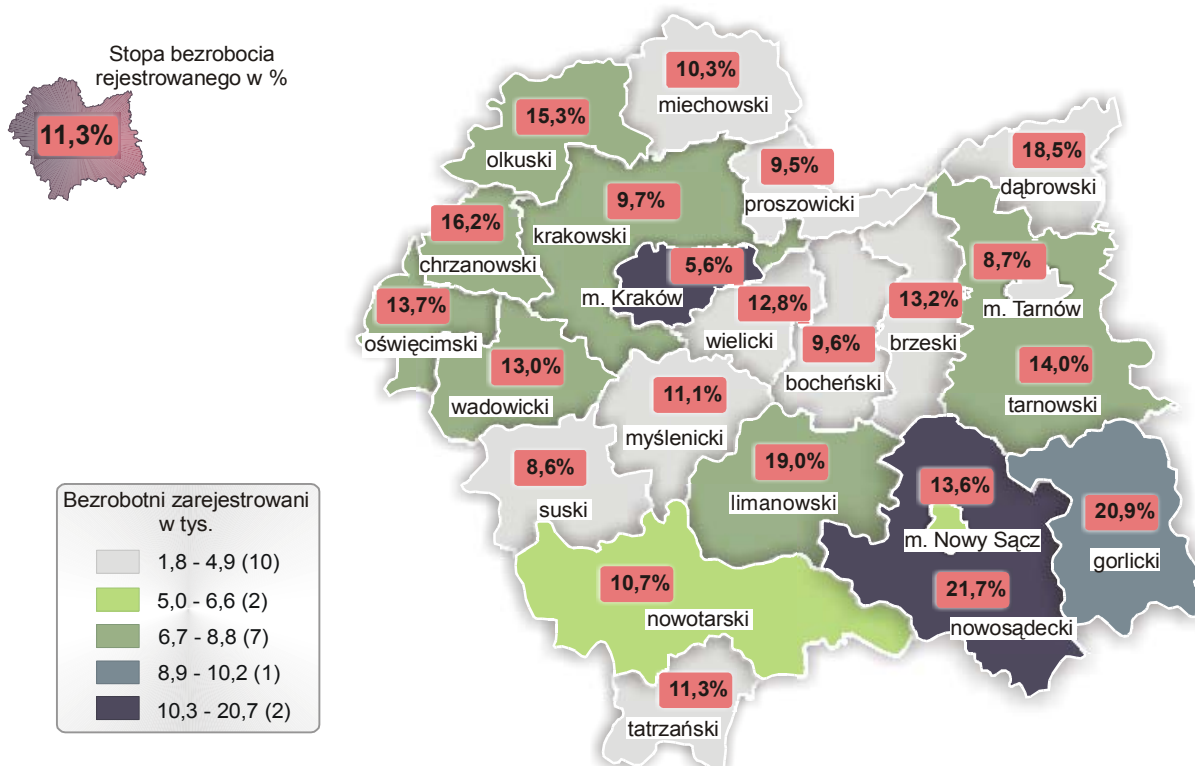 Stopa bezrobocia
rejestrowanego w %
11,3%
10,3%
miechowski
15,3%
olkuski
18,5%
dąbrowski
9,5%
proszowicki
9,7%
krakowski
16,2%
chrzanowski
5,6%
m. Kraków
8,7%
m. Tarnów
13,7%
oświęcimski
12,8%
wielicki
13,2%
brzeski
9,6%
bocheński
13,0%
wadowicki
14,0%
tarnowski
11,1%
myślenicki
8,6%
suski
19,0%
limanowski
13,6%
m. Nowy Sącz
20,9%
gorlicki
10,7%
nowotarski
21,7%
nowosądecki
11,3%
tatrzański
Bezrobotni zarejestrowani
w tys.
1,8 - 4,9 (10)
5,0 - 6,6 (2)
6,7 - 8,8 (7)
8,9 - 10,2 (1)
10,3 - 20,7 (2)